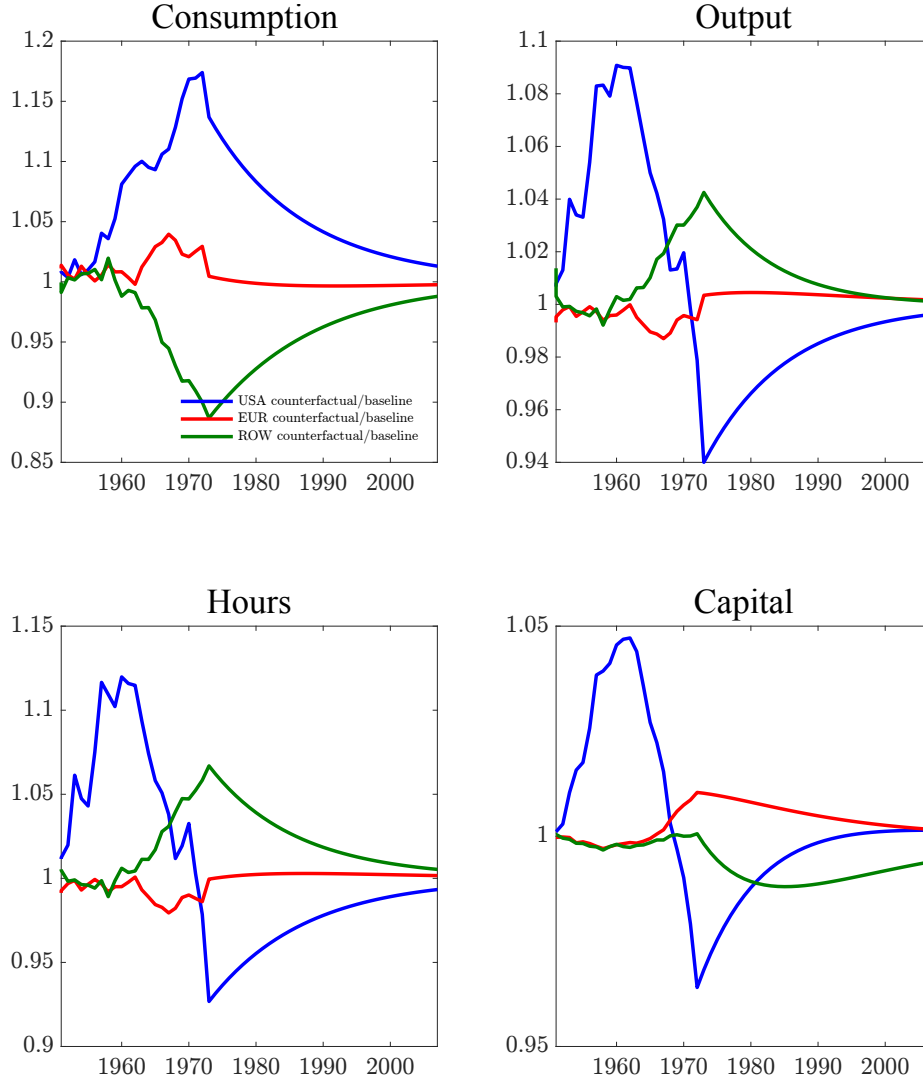 Consumption
1.2
1.15
1.1
1.05
1
0.95
0.9
0.85
USA counterfactual/baseline
EUR counterfactual/baseline
ROW counterfactual/baseline
1960 1970 1980 1990 2000
Output
1.1
1.08
1.06
1.04
1.02
1
0.98
0.96
0.94
1960 1970 1980 1990 2000
Hours
1.15
1.1
1.05
1
0.95
0.9
1960 1970 1980 1990 2000
Capital
1.05
1
0.95
1960 1970 1980 1990 2000